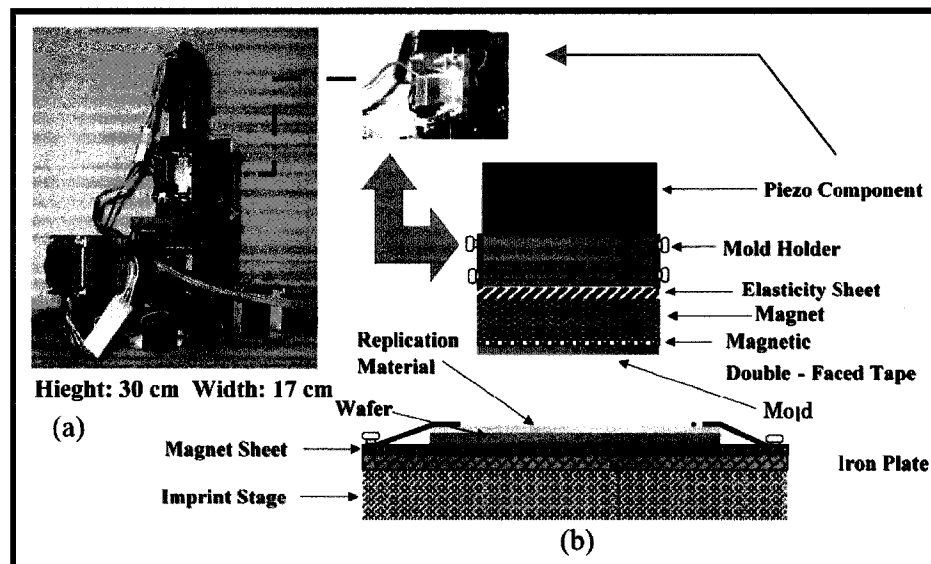 Piezo Component
Mold Holder
Elasticity Sheet
Magnet
Magnetic
Double - Faced Tape
Mold
Replication
Material
Hieght: 30 cm Width: 17 cm
(a)
Wafer
Magnet Sheet
Iron Plate
Imprint Stage
(b)